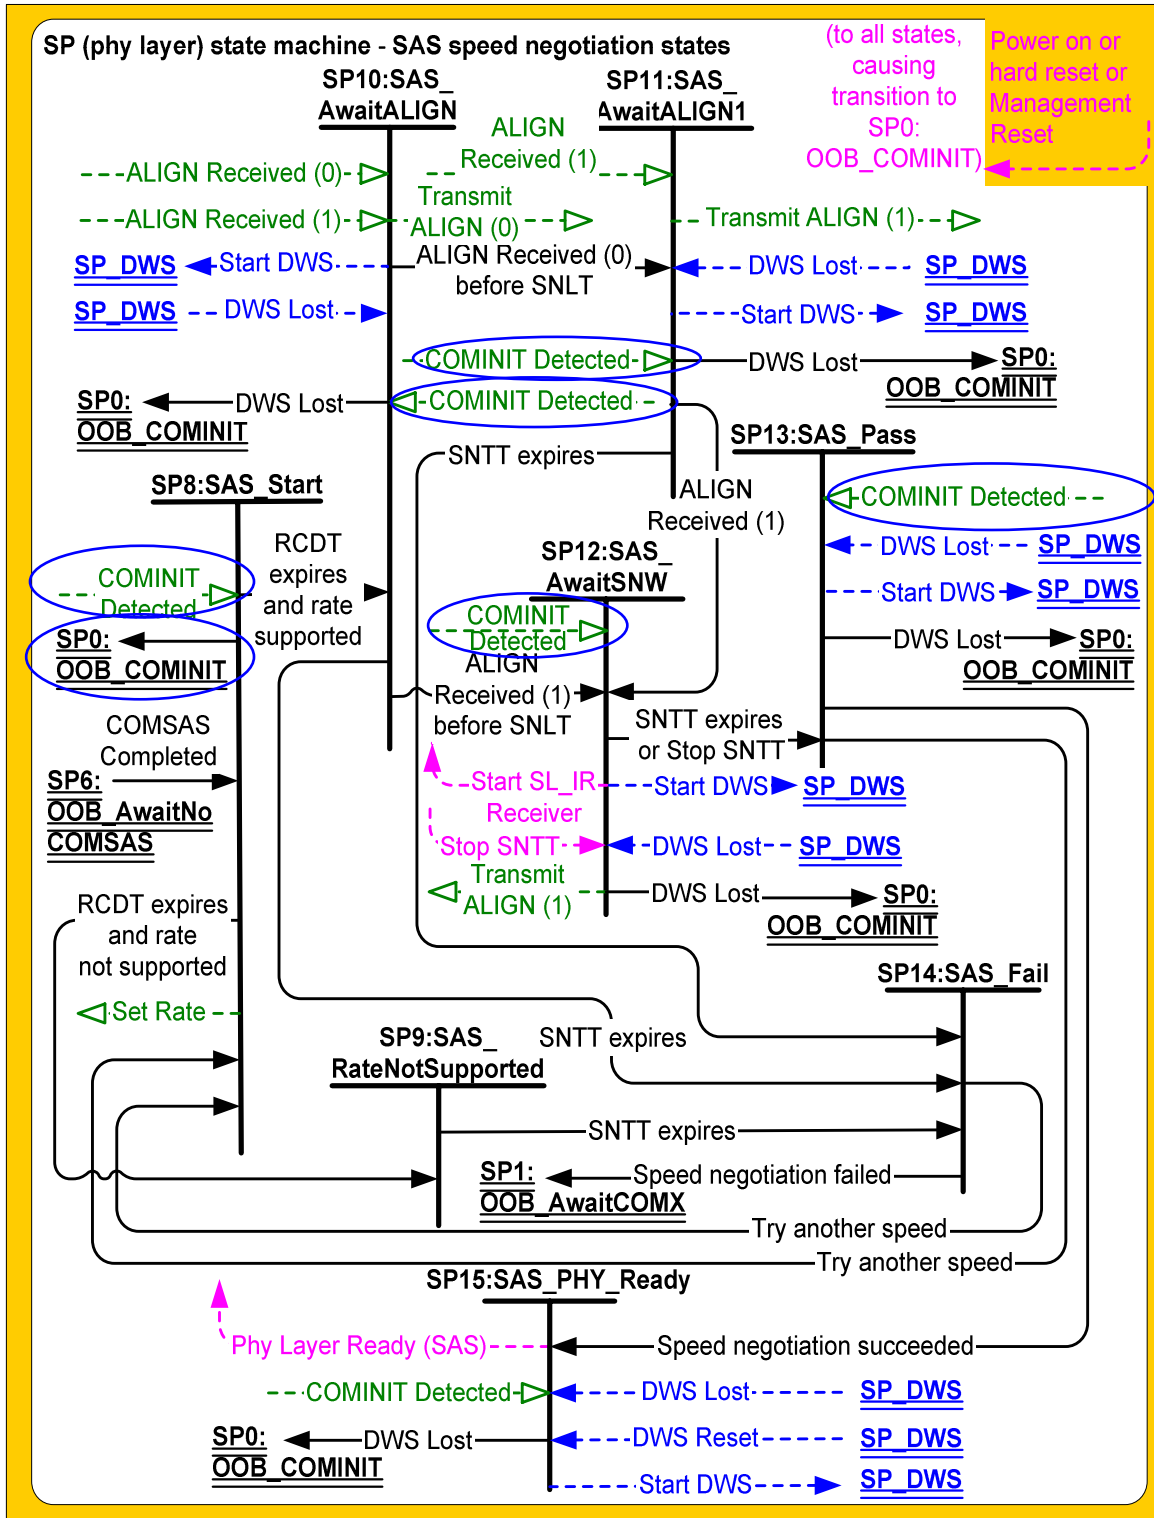 SP (phy layer) state machine - SAS speed negotiation states
(to all states,
causing
transition to
SP0:
OOB_COMINIT)
Power on or
hard reset or
Management
Reset
SP10:SAS_
AwaitALIGN
SP11:SAS_
AwaitALIGN1
ALIGN
Received (1)
ALIGN Received (0)
Transmit
ALIGN (0)
ALIGN Received (1)
Transmit ALIGN (1)
SP_DWS
Start DWS
ALIGN Received (0)
before SNLT
DWS Lost
SP_DWS
SP_DWS
DWS Lost
Start DWS
SP_DWS
COMINIT Detected
DWS Lost
SP0:
OOB_COMINIT
SP0:
OOB_COMINIT
DWS Lost
COMINIT Detected
SP13:SAS_Pass
SNTT expires
SP8:SAS_Start
ALIGN
Received (1)
COMINIT Detected
RCDT
expires
and rate
supported
SP12:SAS_
AwaitSNW
DWS Lost
SP_DWS
COMINIT
Detected
Start DWS
SP_DWS
COMINIT
Detected
SP0:
OOB_COMINIT
DWS Lost
SP0:
OOB_COMINIT
ALIGN
Received (1)
before SNLT
COMSAS
Completed
SNTT expires
or Stop SNTT
SP6:
OOB_AwaitNo
COMSAS
Start SL_IR
Receiver
Start DWS
SP_DWS
Stop SNTT
DWS Lost
SP_DWS
Transmit
ALIGN (1)
DWS Lost
SP0:
OOB_COMINIT
RCDT expires
and rate
not supported
SP14:SAS_Fail
Set Rate
SP9:SAS_
RateNotSupported
SNTT expires
SNTT expires
SP1:
OOB_AwaitCOMX
Speed negotiation failed
Try another speed
Try another speed
SP15:SAS_PHY_Ready
Phy Layer Ready (SAS)
Speed negotiation succeeded
COMINIT Detected
DWS Lost
SP_DWS
SP0:
OOB_COMINIT
DWS Lost
DWS Reset
SP_DWS
Start DWS
SP_DWS